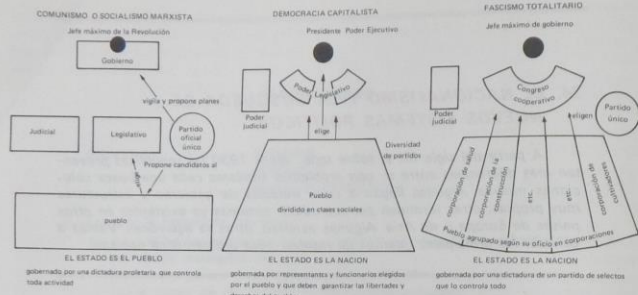 COMUNISMO O SOCIALISMO MARXISTA
Jefe máximo de la Revolución
Gobierno
vigila y propone planes
Judicial
Legislativo
Partido
oficial
único
Propone candidatos al
elige
pueblo
EL ESTADO ES EL PUEBLO
gobernado por una dictadura proletaria que controla
toda actividad
DEMOCRACIA CAPITALISTA
Presidente Poder Ejecutivo
Poder Legislativo
Poder
judicial
elige
Diversidad
de partidos
Pueblo
dividido en clases sociales
EL ESTADO ES LA NACION
gobernada por representantes y funcionarios elegidos
por el pueblo y que deben garantizar las libertades y
FASCISMO TOTALITARIO
Jefe máximo de gobierno
Congreso
cooperativo
Poder
judicial
eligen
Partido
único
corporación de salud
corporación de la
construcción
etc.
etc.
corporación de
cultivadores
Pueblo agrupado según su oficio en corporaciones
EL ESTADO ES LA NACION
gobernada por una dictadura de un partido de selectos
que lo controla todo